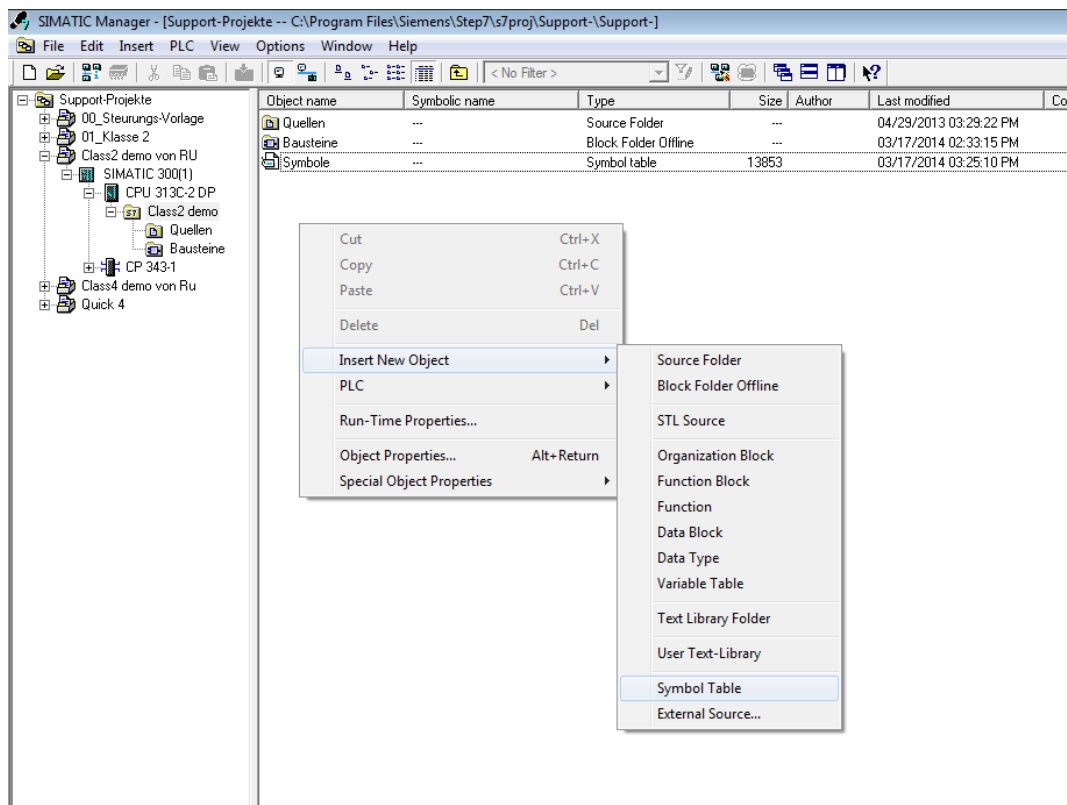 SIMATIC Manager - [Support-Projekte -- C:\Program Files\Siemens\Step7\s7proj\Support-\Support-]
File Edit Insert PLC View Options Window Help
< No Filter >
Support-Projekte
00_Steurungs-Vorlage
01_Klasse 2
Class2 demo von RU
SIMATIC 300(1)
CPU 313C-2 DP
Class2 demo
Quellen
Bausteine
CP 343-1
Class4 demo von Ru
Quick 4
Object name Symbolic name Type Size Author Last modified Co
Quellen --- Source Folder --- 04/29/2013 03:29:22 PM
Bausteine --- Block Folder Offline --- 03/17/2014 02:33:15 PM
Symbole --- Symbol table 13853 03/17/2014 03:25:10 PM
Cut Ctrl+X
Copy Ctrl+C
Paste Ctrl+V
Delete Del
Insert New Object
PLC
Run-Time Properties...
Object Properties... Alt+Return
Special Object Properties
Source Folder
Block Folder Offline
STL Source
Organization Block
Function Block
Function
Data Block
Data Type
Variable Table
Text Library Folder
User Text-Library
Symbol Table
External Source...